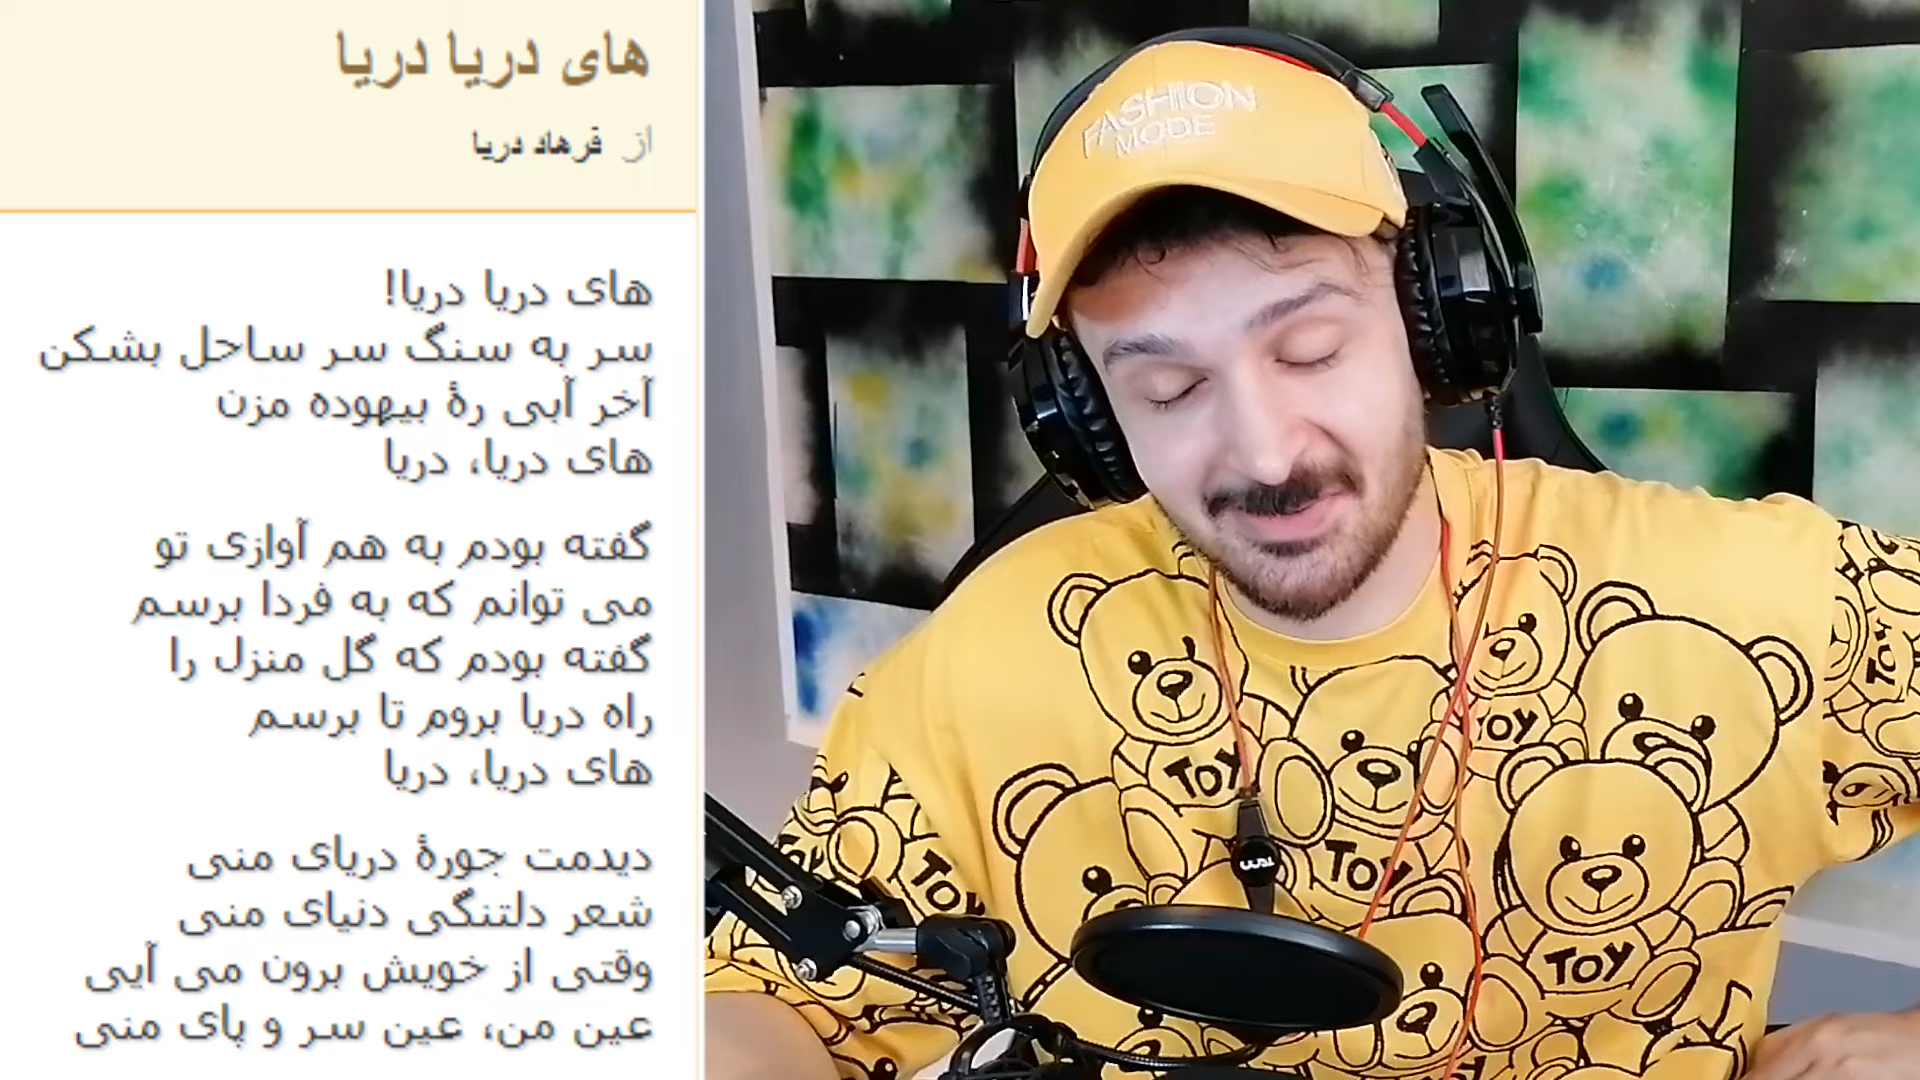 های دریا دریا
از فرهاد دریا
های دریا دریا!
سر به سنگ سر ساحل بشکن
آخر آبی رهٔ بیهوده مزن
های دریا، دریا
گفته بودم به هم آوازی تو
می توانم که به فردا برسم
گفته بودم که گل منزل را
راه دریا بروم تا برسم
های دریا، دریا
دیدمت جورهٔ دریای منی
شعر دلتنگی دنیای منی
وقتی از خویش برون می آیی
عین من، عین سر و پای منی
FASHION
MODE
Toy
Toy
Toy
Toy
Toy
Toy